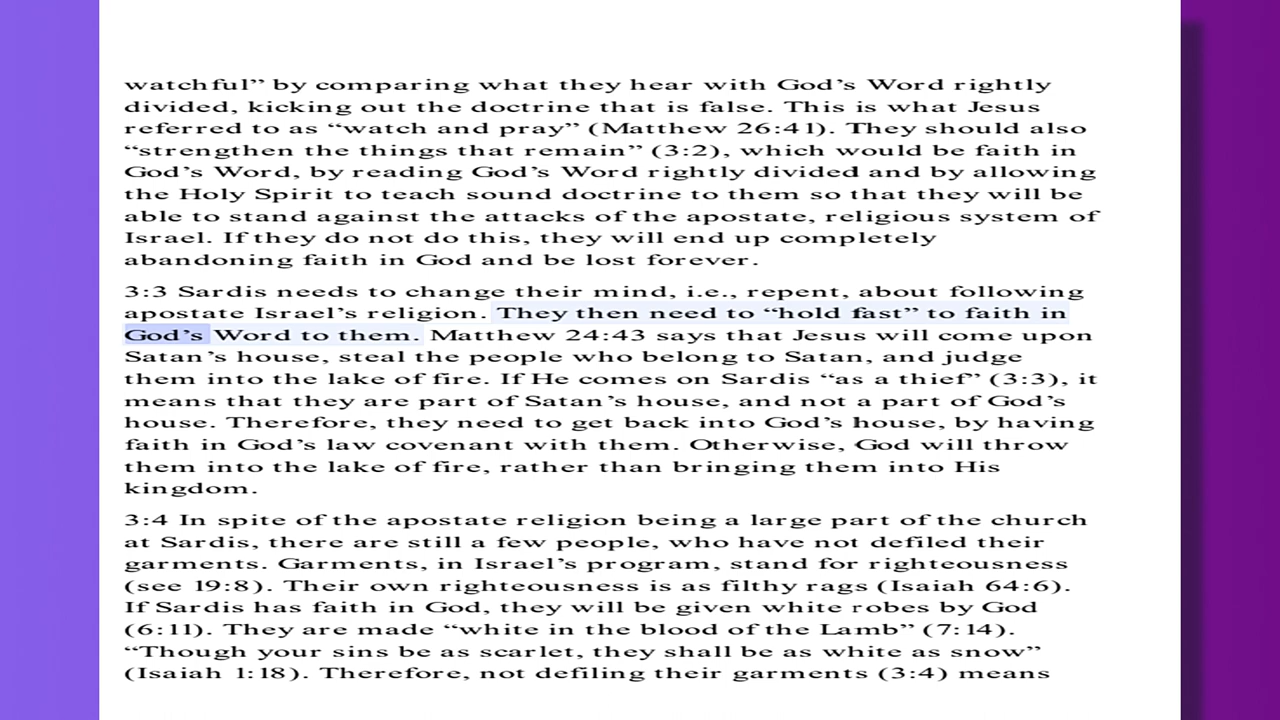 watchful” by comparing what they hear with God’s Word rightly
divided, kicking out the doctrine that is false. This is what Jesus
referred to as “watch and pray” (Matthew 26:41). They should also
“strengthen the things that remain” (3:2), which would be faith in
God’s Word, by reading God’s Word rightly divided and by allowing
the Holy Spirit to teach sound doctrine to them so that they will be
able to stand against the attacks of the apostate, religious system of
Israel. If they do not do this, they will end up completely
abandoning faith in God and be lost forever.
3:3 Sardis needs to change their mind, i.e., repent, about following
apostate Israel’s religion. They then need to “hold fast” to faith in
God’s Word to them. Matthew 24:43 says that Jesus will come upon
Satan’s house, steal the people who belong to Satan, and judge
them into the lake of fire. If He comes on Sardis “as a thief” (3:3), it
means that they are part of Satan’s house, and not a part of God’s
house. Therefore, they need to get back into God’s house, by having
faith in God’s law covenant with them. Otherwise, God will throw
them into the lake of fire, rather than bringing them into His
kingdom.
3:4 In spite of the apostate religion being a large part of the church
at Sardis, there are still a few people, who have not defiled their
garments. Garments, in Israel’s program, stand for righteousness
(see 19:8). Their own righteousness is as filthy rags (Isaiah 64:6).
If Sardis has faith in God, they will be given white robes by God
(6:11). They are made “white in the blood of the Lamb” (7:14).
“Though your sins be as scarlet, they shall be as white as snow”
(Isaiah 1:18). Therefore, not defiling their garments (3:4) means